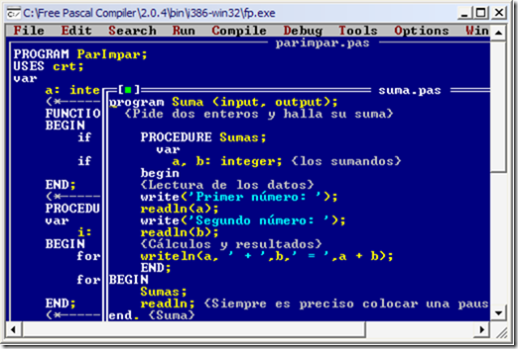 C:\Free Pascal Compiler\2.0.4\bin\i386-win32\fp.exe
File Edit Search Run Compile Debug Tools Options Win
parimpar.pas
PROGRAM ParImpar;
USES crt;
var
a: inte
(*-----
FUNCTIO
BEGIN
if
if
END;
(*-----
PROCEDU
var
i:
BEGIN
for
for
END;
(*-----
[■] suma.pas
program Suma (input, output);
{Pide dos enteros y halla su suma}
PROCEDURE Sumas;
var
a, b: integer; {los sumandos}
begin
{Lectura de los datos}
write('Primer número: ');
readln(a);
write('Segundo número: ');
readln(b);
{Cálculos y resultados}
writeln(a, ' + ',b,' = ',a + b);
END;
BEGIN
Sumas;
readln; {Siempre es preciso colocar una paus
end. {Suma}